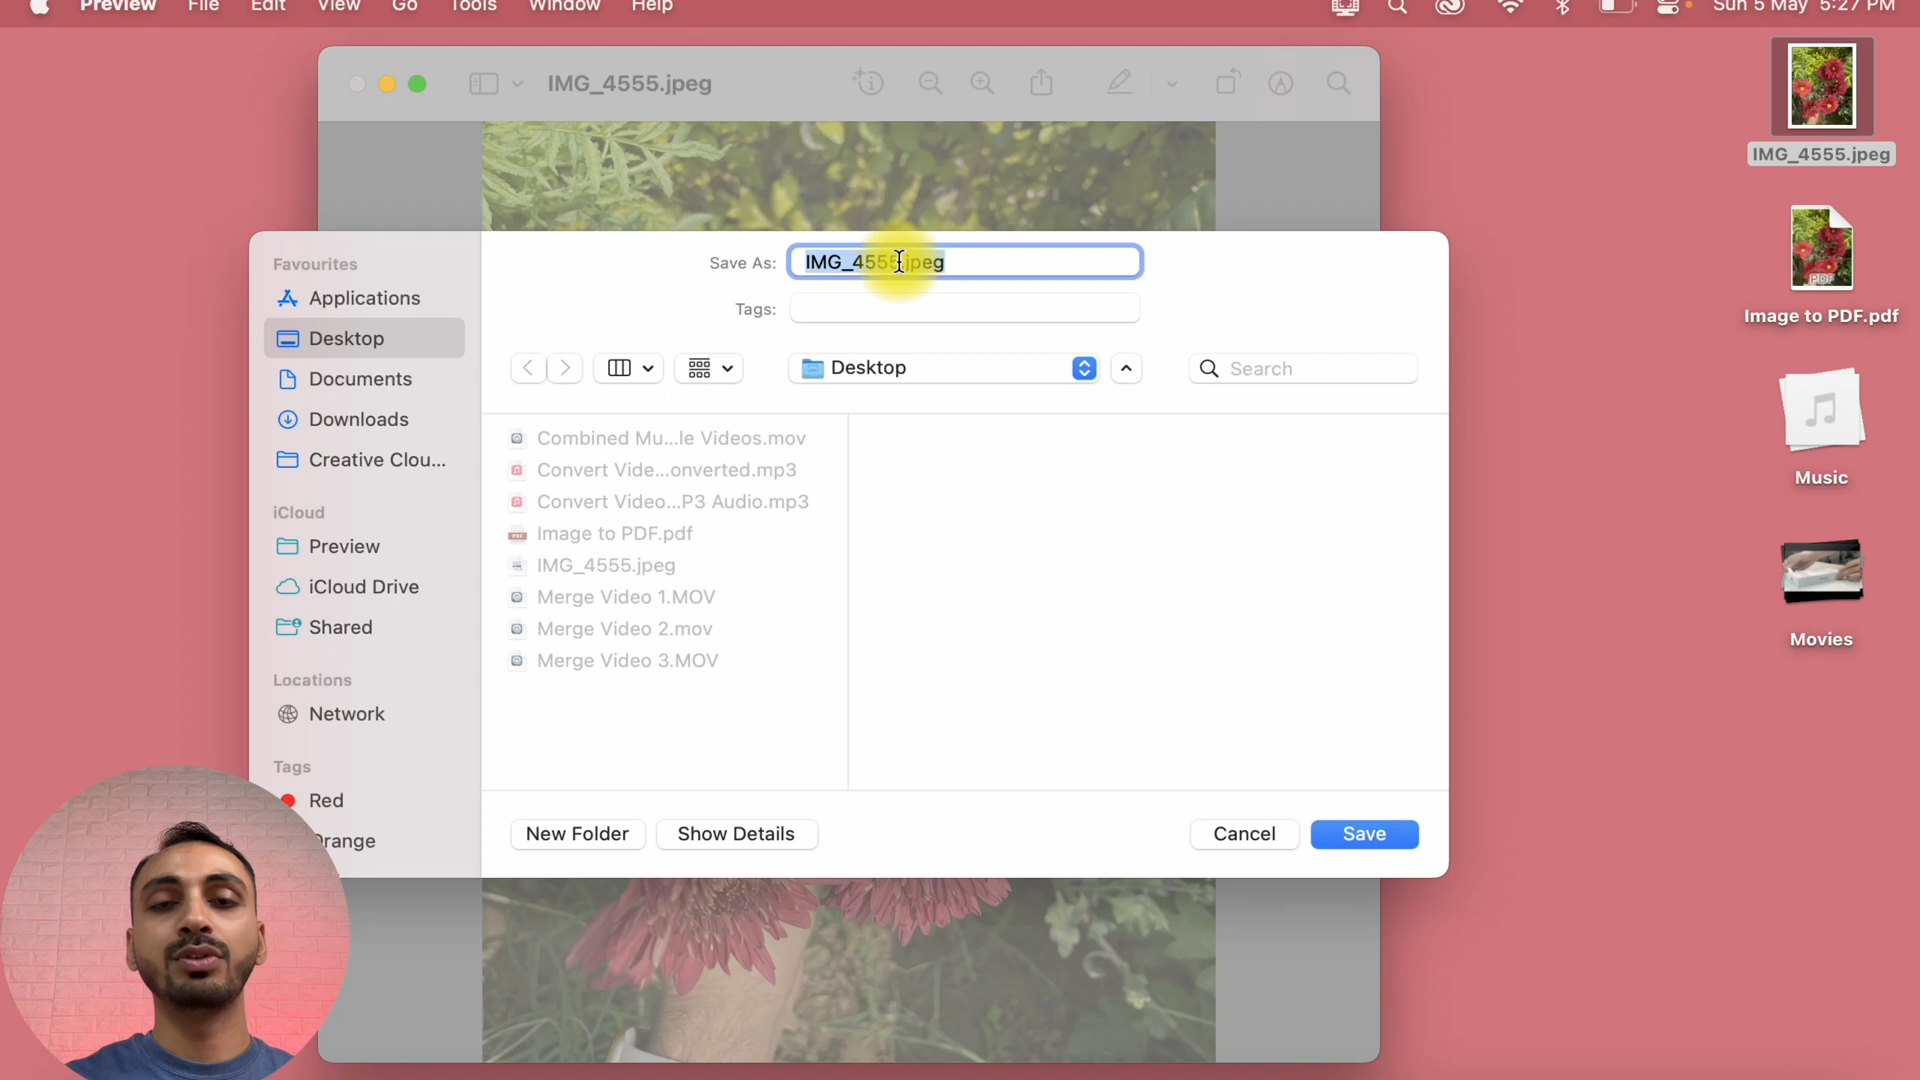 Preview File Edit View Go Tools Window Help Sun 5 May 5:27 PM
IMG_4555.jpeg
IMG_4555.jpeg
Image to PDF.pdf
PDF
Music
Movies
Favourites
Applications
Desktop
Documents
Downloads
Creative Clou...
iCloud
Preview
iCloud Drive
Shared
Locations
Network
Tags
Red
Orange
Save As: IMG_4555.jpeg
Tags:
Desktop
Search
Combined Mu...le Videos.mov
Convert Vide...onverted.mp3
Convert Video...P3 Audio.mp3
Image to PDF.pdf
IMG_4555.jpeg
Merge Video 1.MOV
Merge Video 2.mov
Merge Video 3.MOV
New Folder Show Details Cancel Save